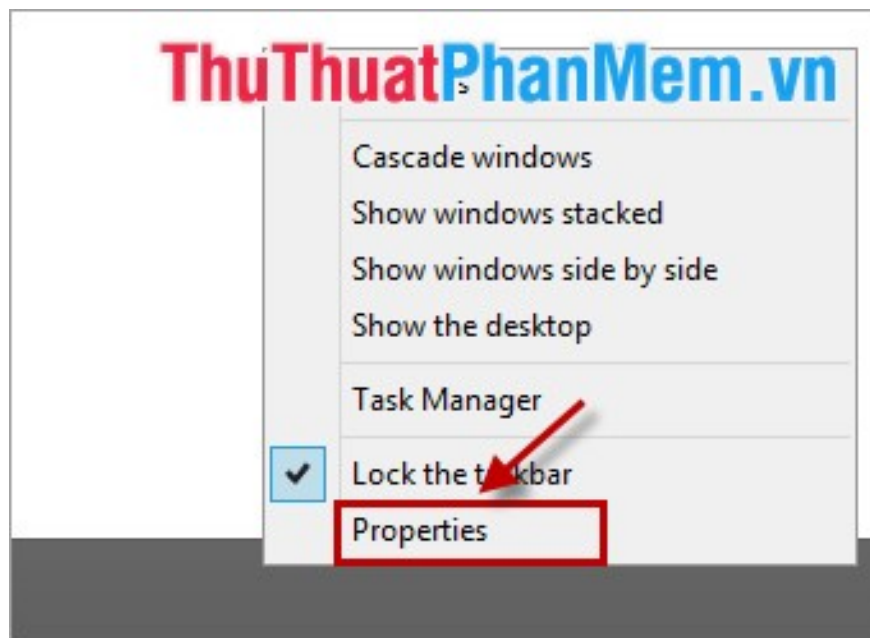 ThuThuatPhanMem.vn
Cascade windows
Show windows stacked
Show windows side by side
Show the desktop
Task Manager
Lock the taskbar
Properties